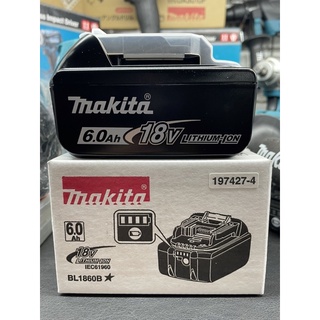 makita
6.0Ah 18V LITHIUM-ION
makita
197427-4
6.0
Ah
18V
LITHIUM-ION
IEC61960
BL1860B ★